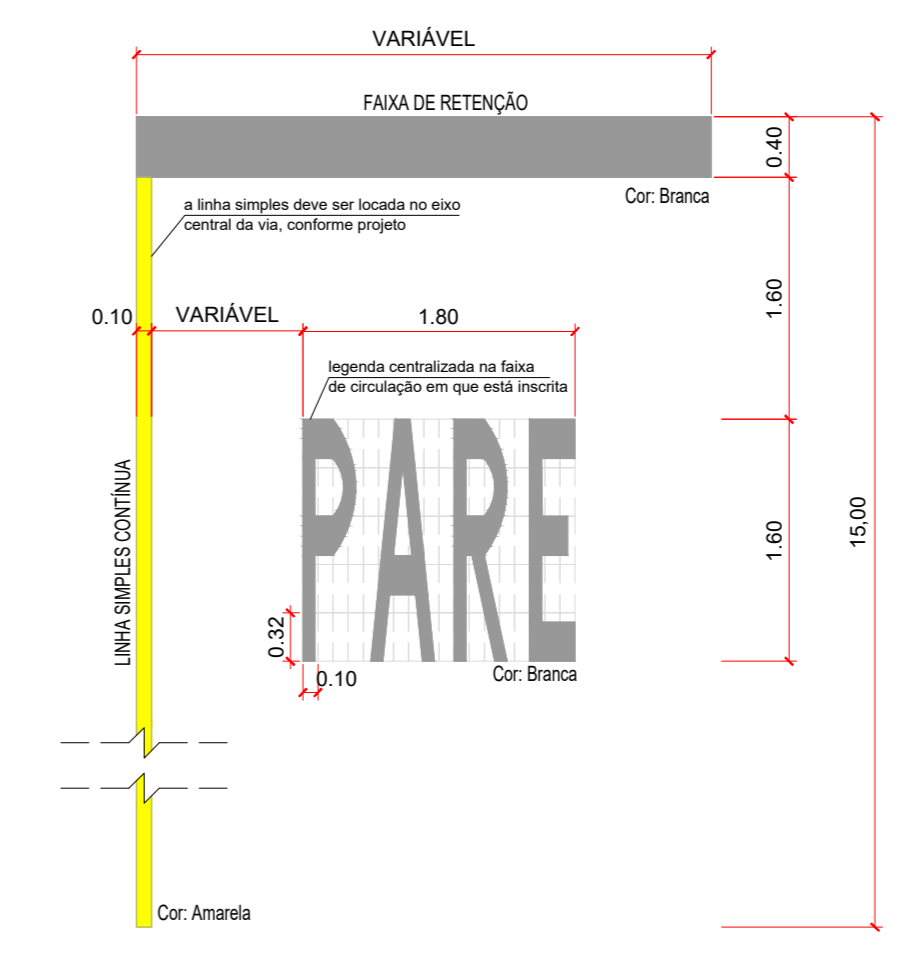 VARIÁVEL
FAIXA DE RETENÇÃO
0.40
Cor: Branca
a linha simples deve ser locada no eixo
central da via, conforme projeto
1.60
0.10
VARIÁVEL
1.80
legenda centralizada na faixa
de circulação em que está inscrita
PARE
LINHA SIMPLES CONTÍNUA
1.60
15,00
0.32
0.10
Cor: Branca
Cor: Amarela